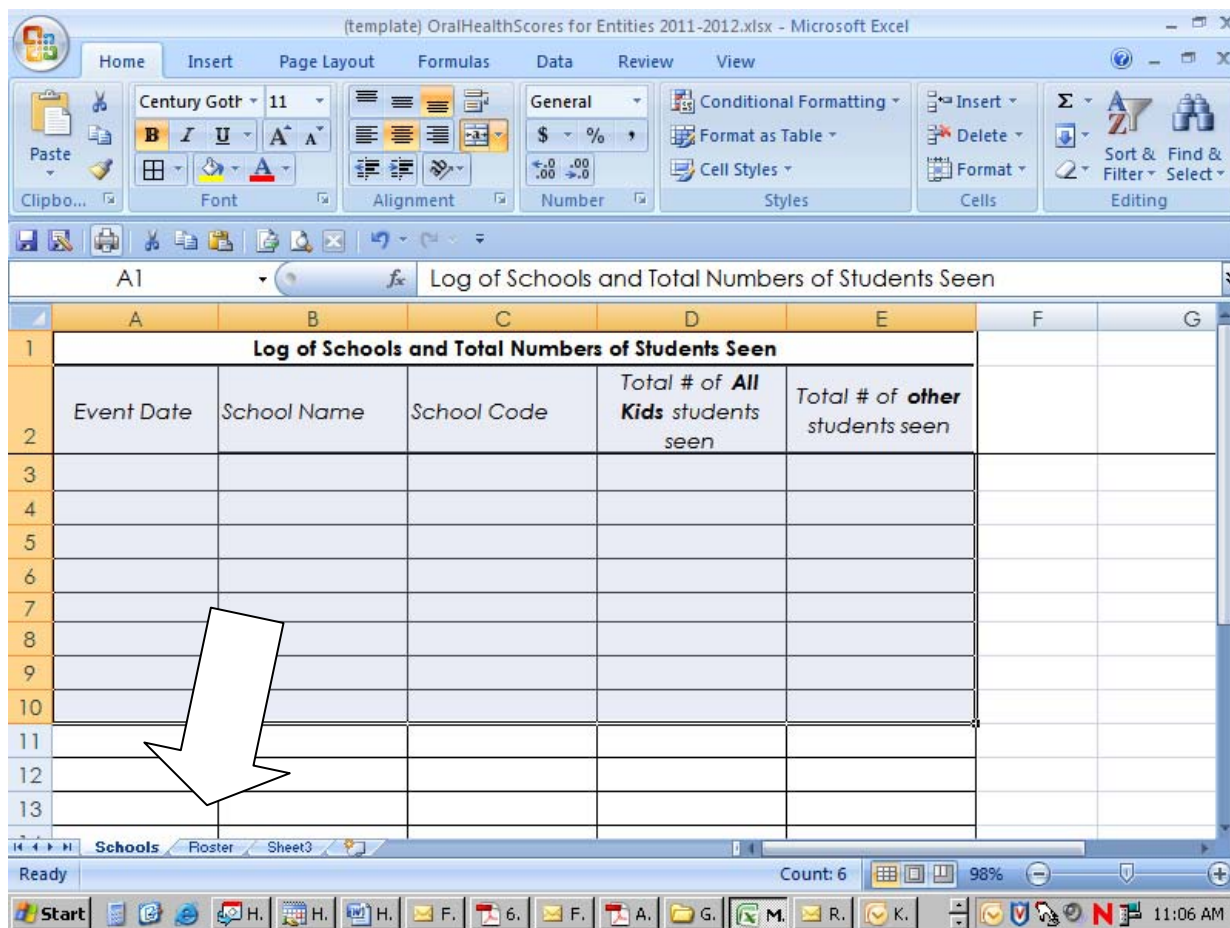 (template) OralHealthScores for Entities 2011-2012.xlsx - Microsoft Excel
Home Insert Page Layout Formulas Data Review View
Century Goth 11 General Conditional Formatting Insert Σ
B I U A A $ % , Format as Table Delete
Paste Sort & Find &
A .0 .00 .00 .0 Cell Styles Format Filter Select
Clipbo... Font Alignment Number Styles Cells Editing
A1 fx Log of Schools and Total Numbers of Students Seen
A B C D E F G
1 Log of Schools and Total Numbers of Students Seen
Total # of All
Event Date School Name School Code Kids students Total # of other
2 seen students seen
3
4
5
6
7
8
9
10
11
12
13
Schools Roster Sheet3
Ready Count: 6 98%
Start H. H. H. F. 6. F. A. G. M. R. K. N 11:06 AM